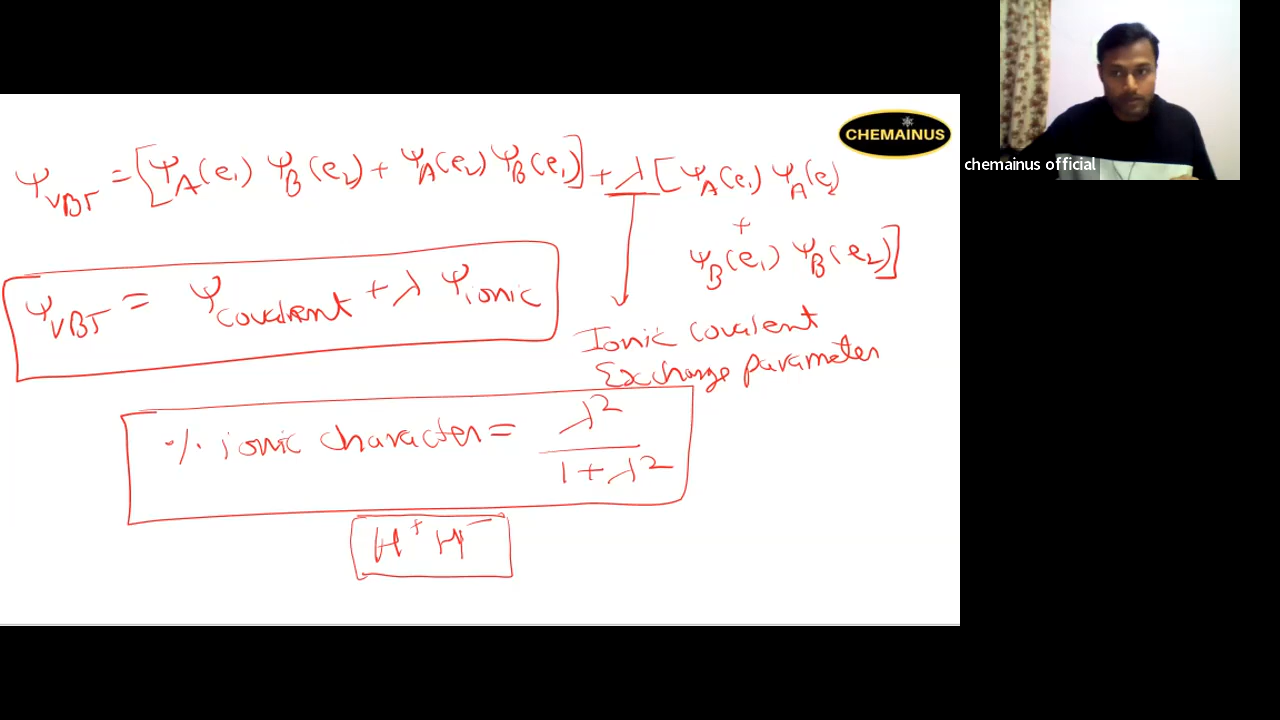 CHEMAINUS
Ψ_VBT = [Ψ_A(e₁) Ψ_B(e₂) + Ψ_A(e₂) Ψ_B(e₁)] + λ [Ψ_A(e₁) Ψ_A(e₂)
+
Ψ_B(e₁) Ψ_B(e₂)]
Ψ_VBT = Ψ_covalent + λ Ψ_ionic
Ionic covalent
Exchange parameter
% ionic character = λ² / (1+λ²)
H⁺ H⁻
chemainus official